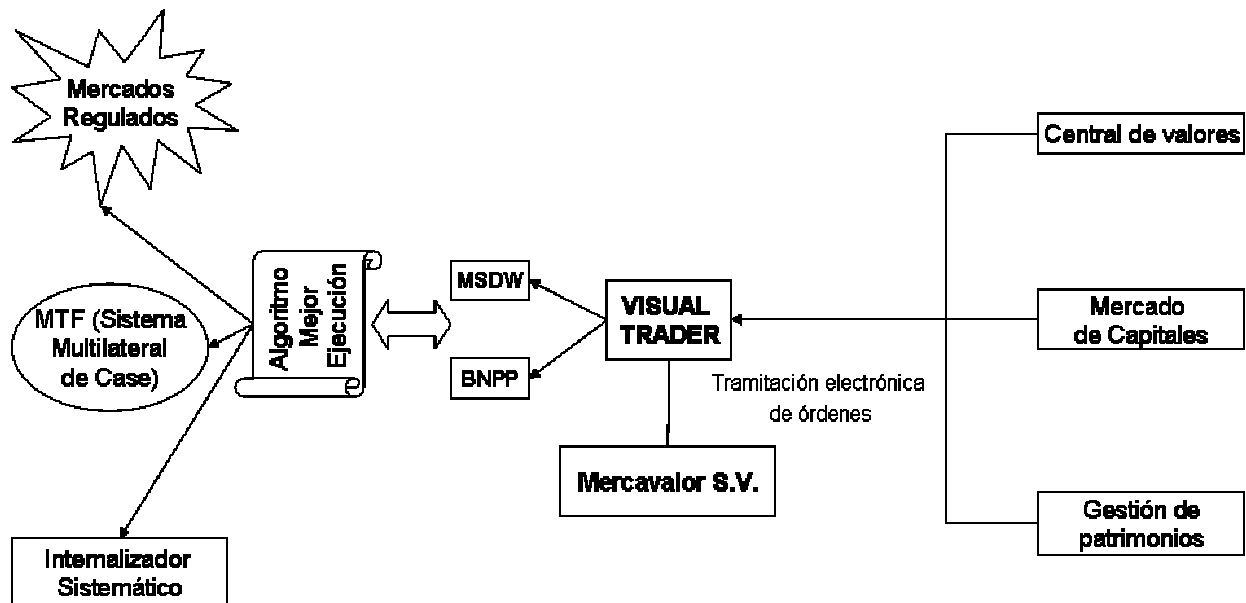 Mercados
Regulados
MTF (Sistema
Multilateral
de Case)
Internalizador
Sistemático
Algoritmo
Mejor
Ejecución
MSDW
BNPP
VISUAL
TRADER
Mercavalor S.V.
Tramitación electrónica
de órdenes
Central de valores
Mercado
de Capitales
Gestión de
patrimonios